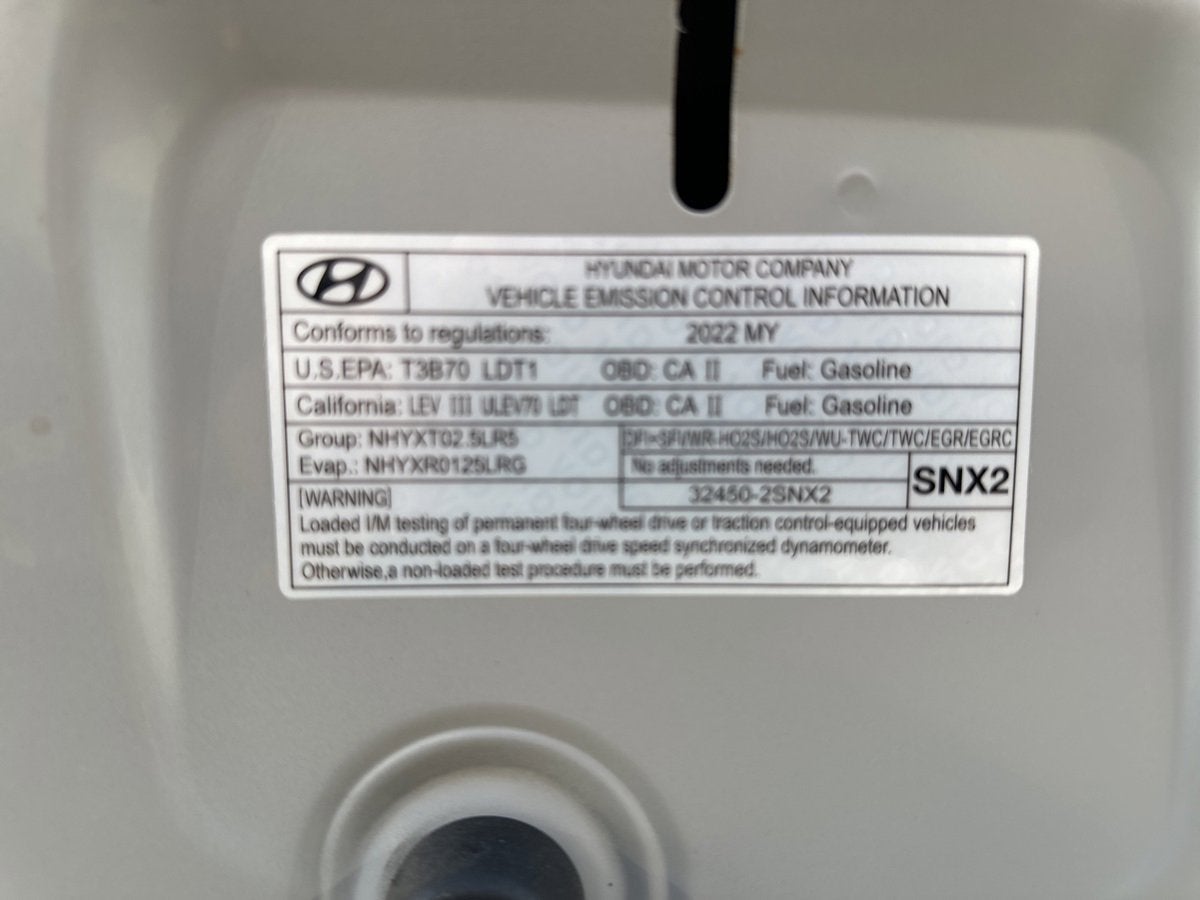 HYUNDAI MOTOR COMPANY
VEHICLE EMISSION CONTROL INFORMATION
Conforms to regulations: 2022 MY
U.S.EPA: T3B70 LDT1 OBD: CA II Fuel: Gasoline
California: LEV III ULEV70 LDT OBD: CA II Fuel: Gasoline
Group: NHYXT02.5LR5 DFI+SFI/WR-HO2S/HO2S/WU-TWC/TWC/EGR/EGRC
Evap.: NHYXR0125LRG No adjustments needed.
SNX2
[WARNING] 32450-2SNX2
Loaded I/M testing of permanent four-wheel drive or traction control-equipped vehicles
must be conducted on a four-wheel drive speed synchronized dynamometer.
Otherwise,a non-loaded test procedure must be performed.